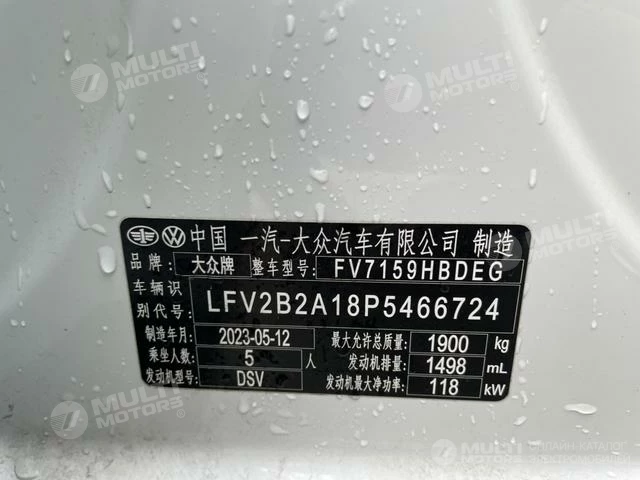 中国 一汽-大众汽车有限公司 制造
品牌: 大众牌 整车型号: FV7159HBDEG
车辆识别代号: LFV2B2A18P5466724
制造年月: 2023-05-12 最大允许总质量: 1900 kg
乘坐人数: 5 人 发动机排量: 1498 mL
发动机型号: DSV 发动机最大净功率: 118 kW
MULTI MOTORS
MULTI MOTORS
MULTI MOTORS
MULTI MOTORS
MULTI MOTORS
ОНЛАЙН-КАТАЛОГ
ЭЛЕКТРОМОБИЛЕЙ